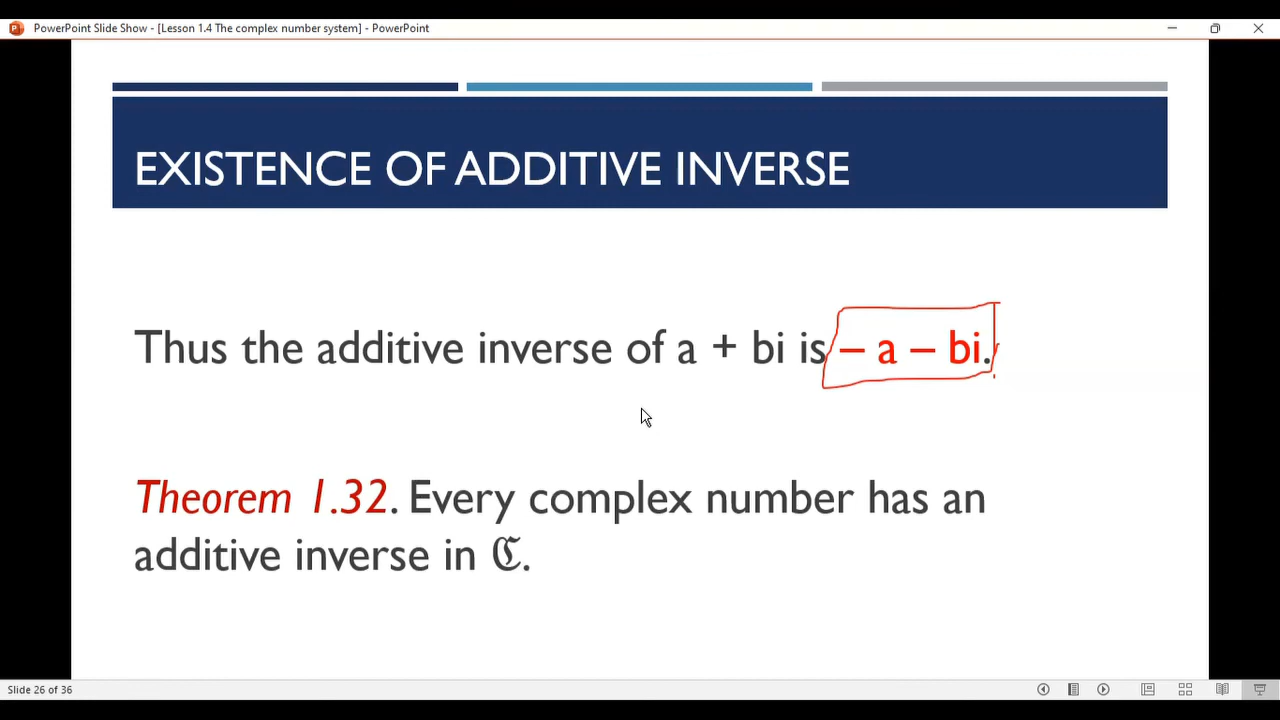 PowerPoint Slide Show - [Lesson 1.4 The complex number system] - PowerPoint
EXISTENCE OF ADDITIVE INVERSE
Thus the additive inverse of a + bi is – a – bi.
Theorem 1.32. Every complex number has an
additive inverse in ℭ.
Slide 26 of 36